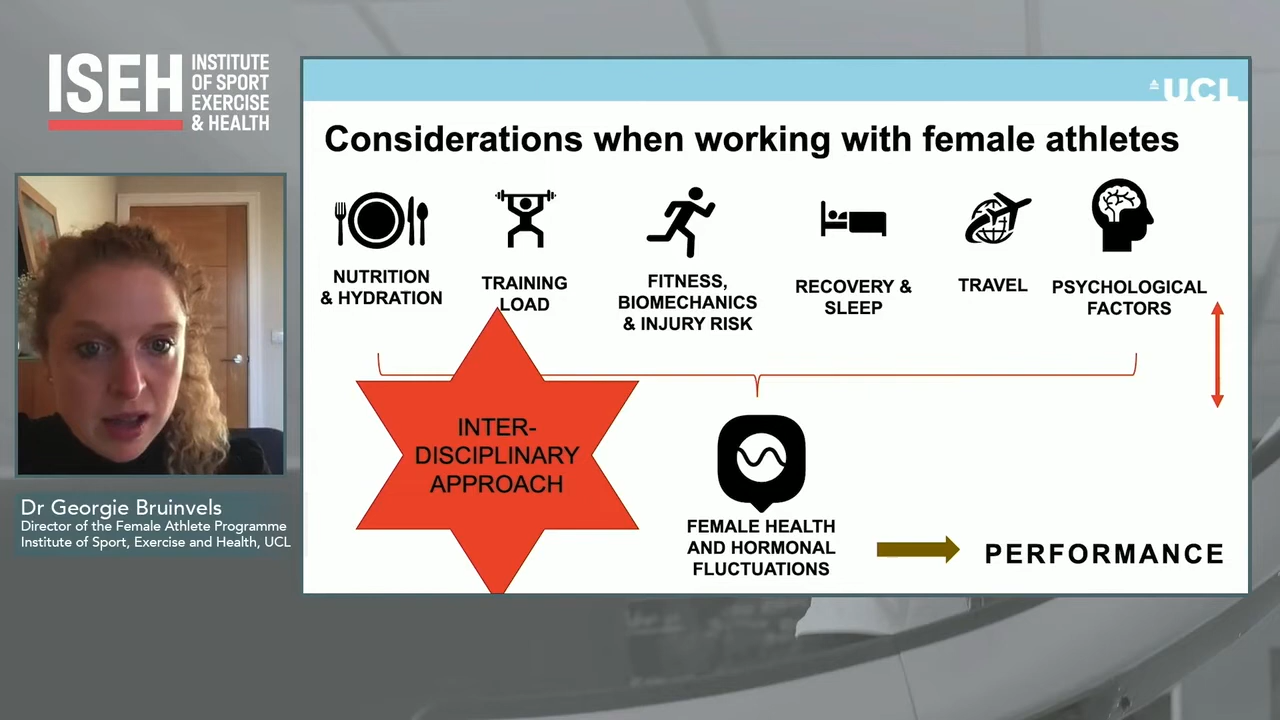 ISEH
INSTITUTE
OF SPORT
EXERCISE
& HEALTH
UCL
Considerations when working with female athletes
NUTRITION
& HYDRATION
TRAINING
LOAD
FITNESS,
BIOMECHANICS
& INJURY RISK
RECOVERY &
SLEEP
TRAVEL
PSYCHOLOGICAL
FACTORS
INTER-
DISCIPLINARY
APPROACH
FEMALE HEALTH
AND HORMONAL
FLUCTUATIONS
PERFORMANCE
Dr Georgie Bruinvels
Director of the Female Athlete Programme
Institute of Sport, Exercise and Health, UCL